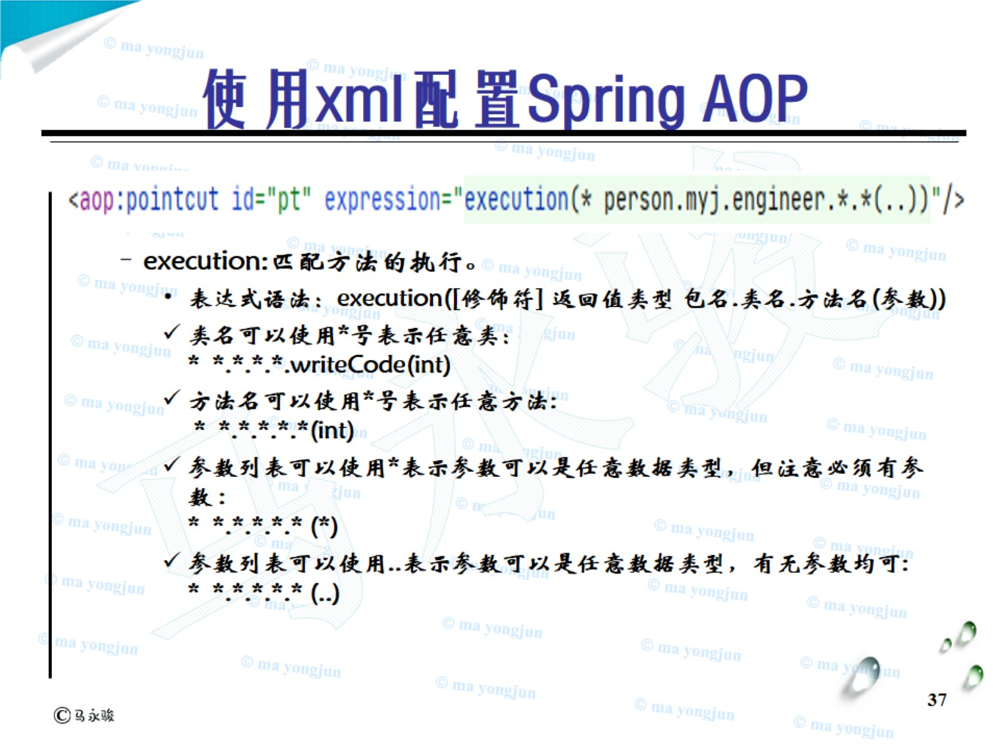 使用xml配置Spring AOP
<aop:pointcut id="pt" expression="execution(* person.myj.engineer.*.*(..))"/>
– execution:匹配方法的执行。
• 表达式语法：execution([修饰符] 返回值类型 包名.类名.方法名(参数))
✓ 类名可以使用*号表示任意类：
* *.*.*.*.writeCode(int)
✓ 方法名可以使用*号表示任意方法:
* *.*.*.*.*(int)
✓ 参数列表可以使用*表示参数可以是任意数据类型，但注意必须有参
数：
* *.*.*.*.* (*)
✓ 参数列表可以使用..表示参数可以是任意数据类型，有无参数均可:
* *.*.*.*.* (..)
©马永骏
37
马永骏
© ma yongjun